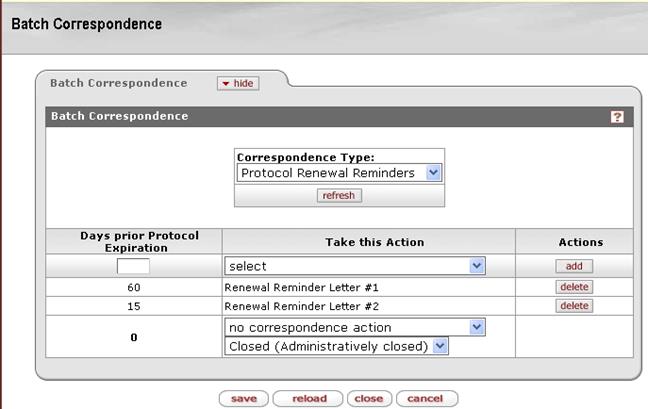 Batch Correspondence
Batch Correspondence
hide
Batch Correspondence
?
Correspondence Type:
Protocol Renewal Reminders
refresh
Days prior Protocol
Expiration
Take this Action
Actions
select
add
60
Renewal Reminder Letter #1
delete
15
Renewal Reminder Letter #2
delete
0
no correspondence action
Closed (Administratively closed)
save
reload
close
cancel